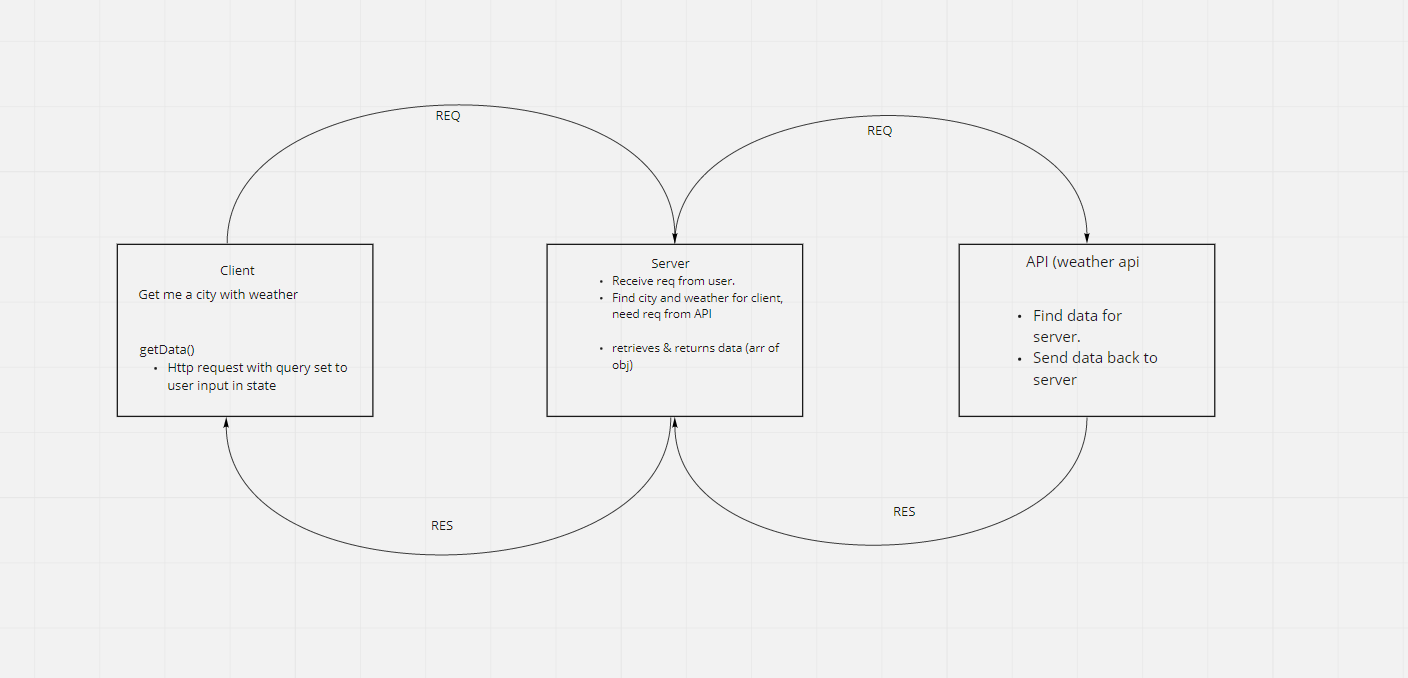 REQ
REQ
Client
Get me a city with weather
getData()
• Http request with query set to
user input in state
Server
• Receive req from user.
• Find city and weather for client,
need req from API
• retrieves & returns data (arr of
obj)
API (weather api
• Find data for
server.
• Send data back to
server
RES
RES